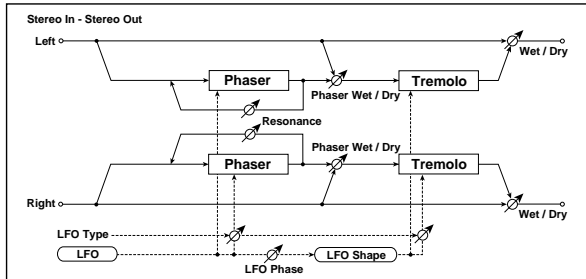 Stereo In - Stereo Out
Left
Wet / Dry
Phaser
Phaser Wet / Dry
Tremolo
Resonance
Phaser
Phaser Wet / Dry
Tremolo
Right
Wet / Dry
LFO Type
LFO
LFO Phase
LFO Shape